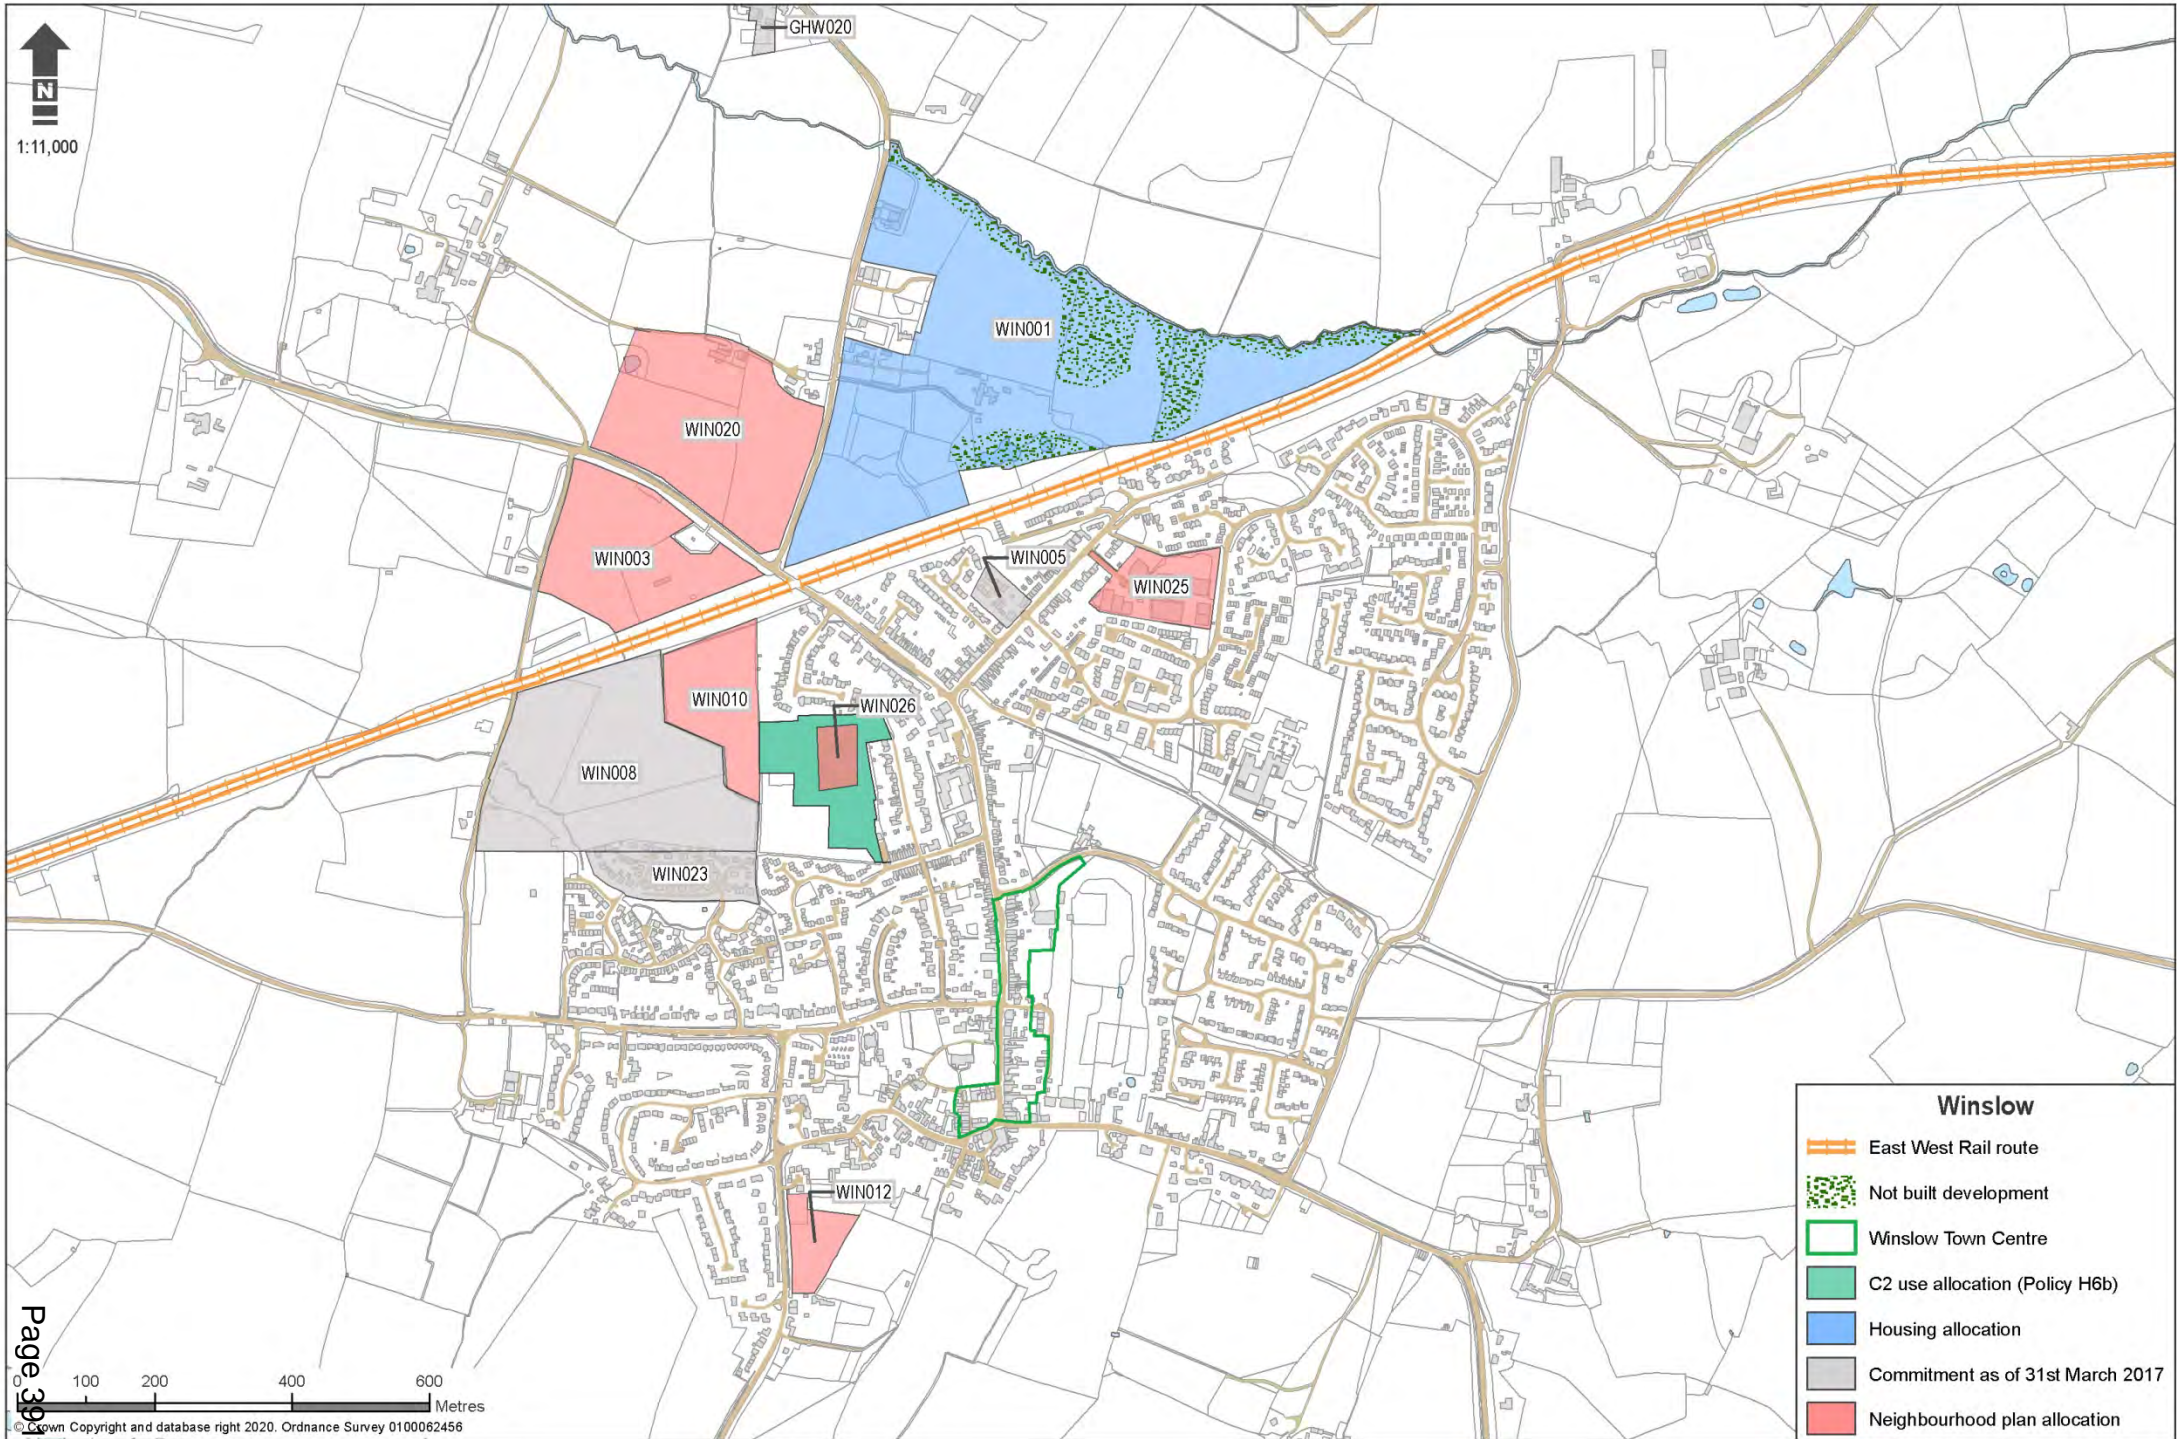 GHW020
N
1:11,000
WIN001
WIN020
WIN003
WIN005
WIN025
WIN010
WIN026
WIN008
WIN023
WIN012
Winslow
East West Rail route
Not built development
Winslow Town Centre
C2 use allocation (Policy H6b)
Housing allocation
Commitment as of 31st March 2017
Neighbourhood plan allocation
0 100 200 400 600
Metres
© Crown Copyright and database right 2020. Ordnance Survey 0100062456